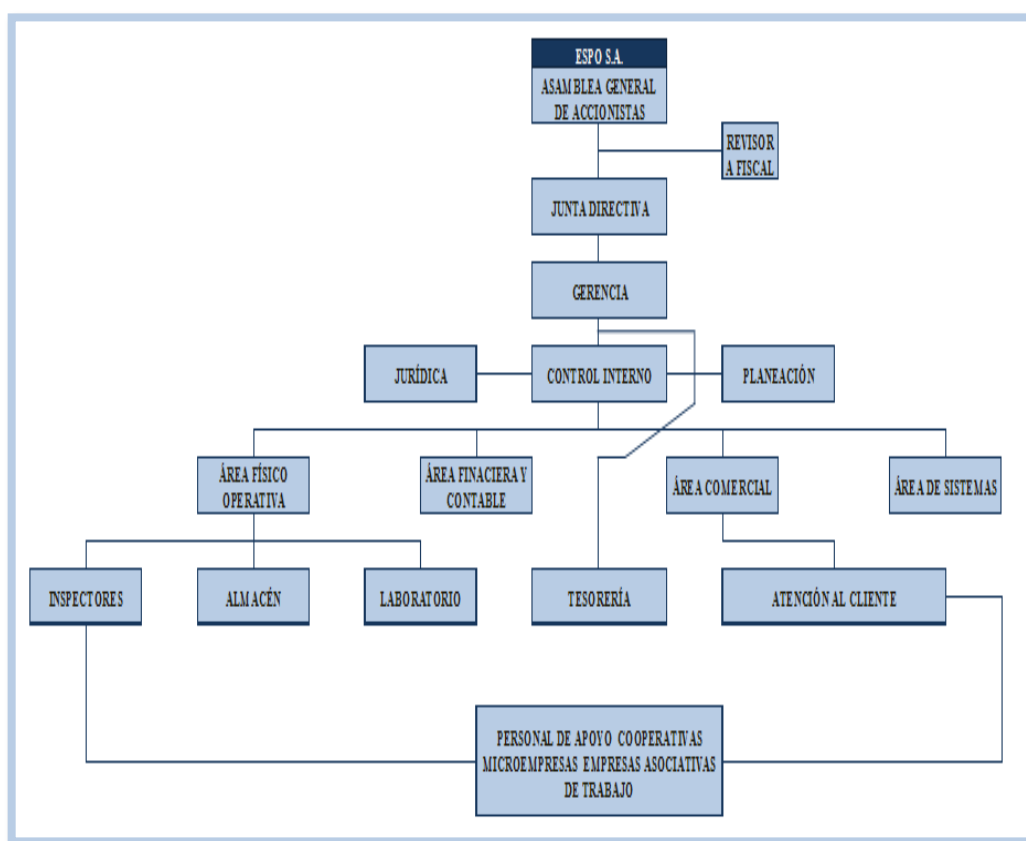 ESPO S.A.
ASAMBLEA GENERAL
DE ACCIONISTAS
REVISOR
A FISCAL
JUNTA DIRECTIVA
GERENCIA
JURÍDICA
CONTROL INTERNO
PLANEACIÓN
ÁREA FÍSICO
OPERATIVA
ÁREA FINACIERA Y
CONTABLE
ÁREA COMERCIAL
ÁREA DE SISTEMAS
INSPECTORES
ALMACÉN
LABORATORIO
TESORERÍA
ATENCIÓN AL CLIENTE
PERSONAL DE APOYO COOPERATIVAS
MICROEMPRESAS EMPRESAS ASOCIATIVAS
DE TRABAJO